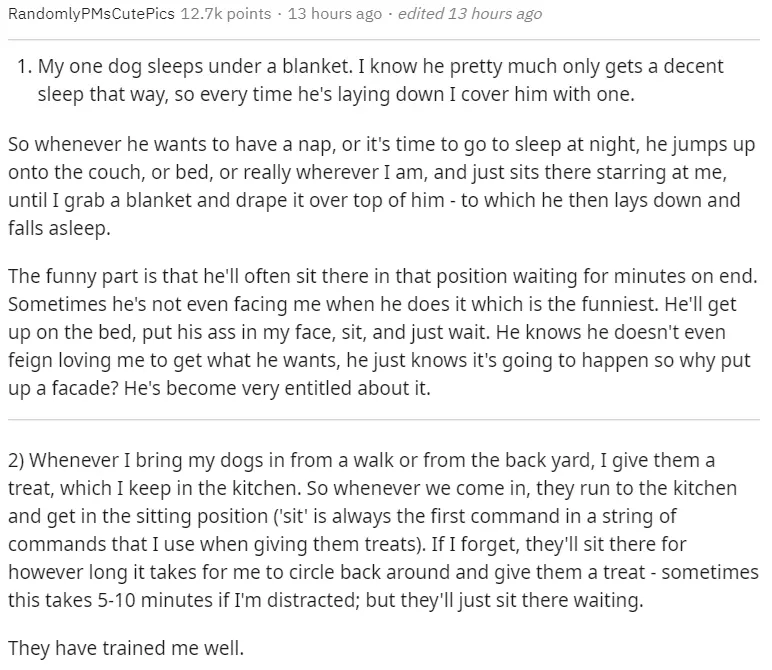 RandomlyPMsCutePics 12.7k points · 13 hours ago · edited 13 hours ago
1. My one dog sleeps under a blanket. I know he pretty much only gets a decent
sleep that way, so every time he's laying down I cover him with one.
So whenever he wants to have a nap, or it's time to go to sleep at night, he jumps up
onto the couch, or bed, or really wherever I am, and just sits there starring at me,
until I grab a blanket and drape it over top of him - to which he then lays down and
falls asleep.
The funny part is that he'll often sit there in that position waiting for minutes on end.
Sometimes he's not even facing me when he does it which is the funniest. He'll get
up on the bed, put his ass in my face, sit, and just wait. He knows he doesn't even
feign loving me to get what he wants, he just knows it's going to happen so why put
up a facade? He's become very entitled about it.
2) Whenever I bring my dogs in from a walk or from the back yard, I give them a
treat, which I keep in the kitchen. So whenever we come in, they run to the kitchen
and get in the sitting position ('sit' is always the first command in a string of
commands that I use when giving them treats). If I forget, they'll sit there for
however long it takes for me to circle back around and give them a treat - sometimes
this takes 5-10 minutes if I'm distracted; but they'll just sit there waiting.
They have trained me well.